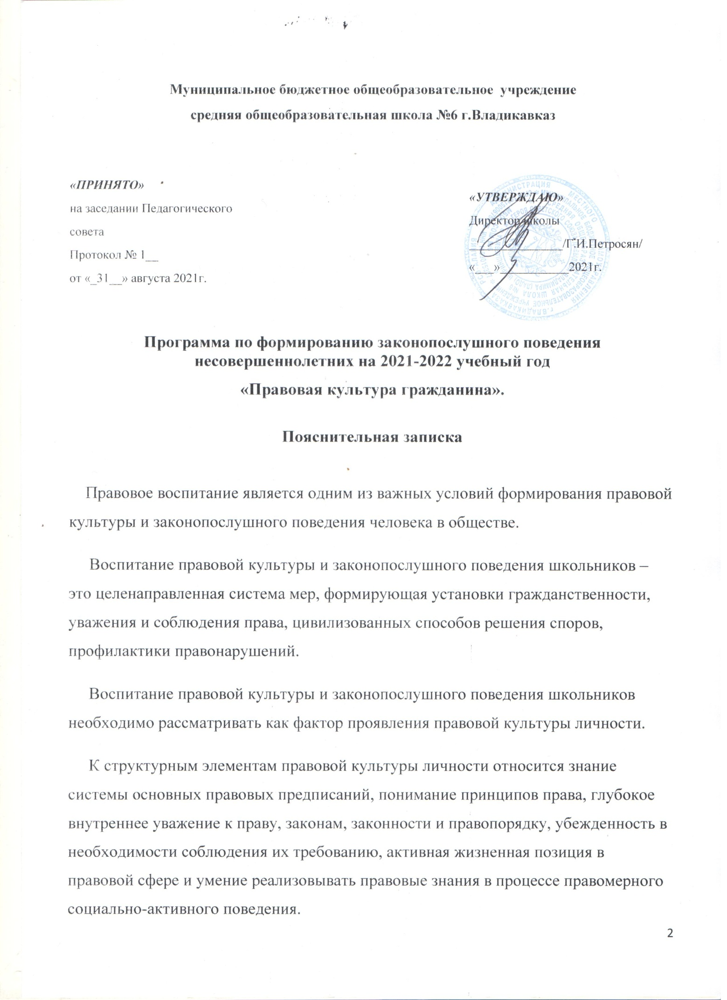 Муниципальное бюджетное общеобразовательное учреждение
средняя общеобразовательная школа №6 г.Владикавказ
«ПРИНЯТО»
на заседании Педагогического
совета
Протокол № 1__
от «_31__» августа 2021г.
«УТВЕРЖДАЮ»
Директор школы
_______________/Г.И.Петросян/
«___»___________2021г.
Программа по формированию законопослушного поведения
несовершеннолетних на 2021-2022 учебный год
«Правовая культура гражданина».
Пояснительная записка
Правовое воспитание является одним из важных условий формирования правовой
культуры и законопослушного поведения человека в обществе.
Воспитание правовой культуры и законопослушного поведения школьников –
это целенаправленная система мер, формирующая установки гражданственности,
уважения и соблюдения права, цивилизованных способов решения споров,
профилактики правонарушений.
Воспитание правовой культуры и законопослушного поведения школьников
необходимо рассматривать как фактор проявления правовой культуры личности.
К структурным элементам правовой культуры личности относится знание
системы основных правовых предписаний, понимание принципов права, глубокое
внутреннее уважение к праву, законам, законности и правопорядку, убежденность в
необходимости соблюдения их требованию, активная жизненная позиция в
правовой сфере и умение реализовывать правовые знания в процессе правомерного
социально-активного поведения.
2